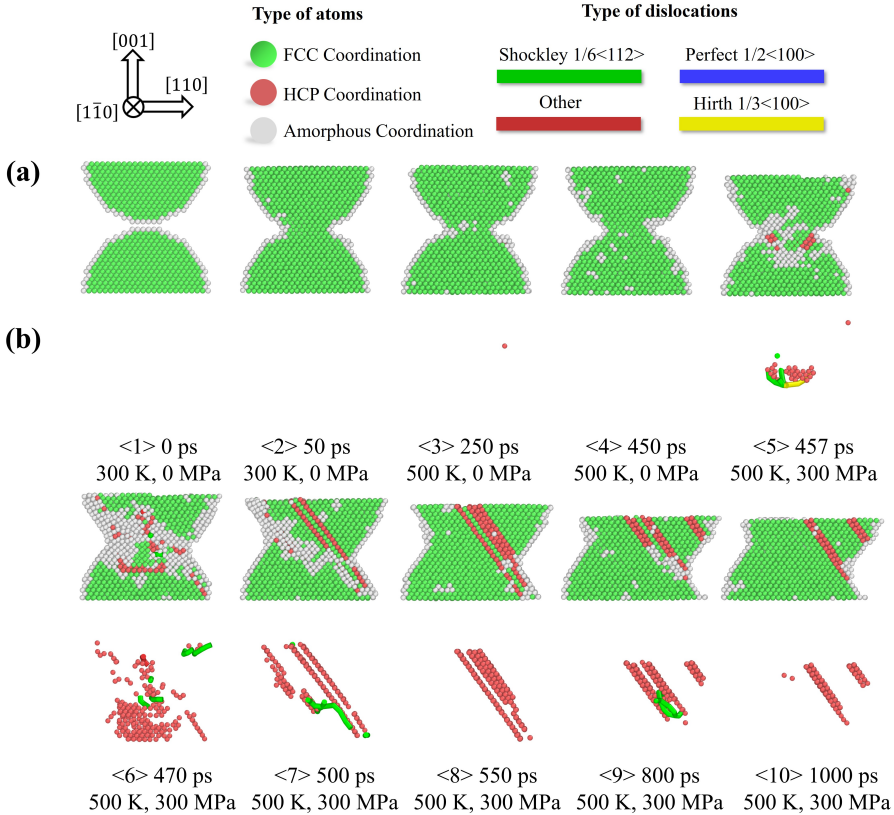 Type of atoms
Type of dislocations
[001]
[110]
[11̄0]
FCC Coordination
HCP Coordination
Amorphous Coordination
Shockley 1/6<112>
Perfect 1/2<100>
Other
Hirth 1/3<100>
(a)
(b)
<1> 0 ps
300 K, 0 MPa
<2> 50 ps
300 K, 0 MPa
<3> 250 ps
500 K, 0 MPa
<4> 450 ps
500 K, 0 MPa
<5> 457 ps
500 K, 300 MPa
<6> 470 ps
500 K, 300 MPa
<7> 500 ps
500 K, 300 MPa
<8> 550 ps
500 K, 300 MPa
<9> 800 ps
500 K, 300 MPa
<10> 1000 ps
500 K, 300 MPa